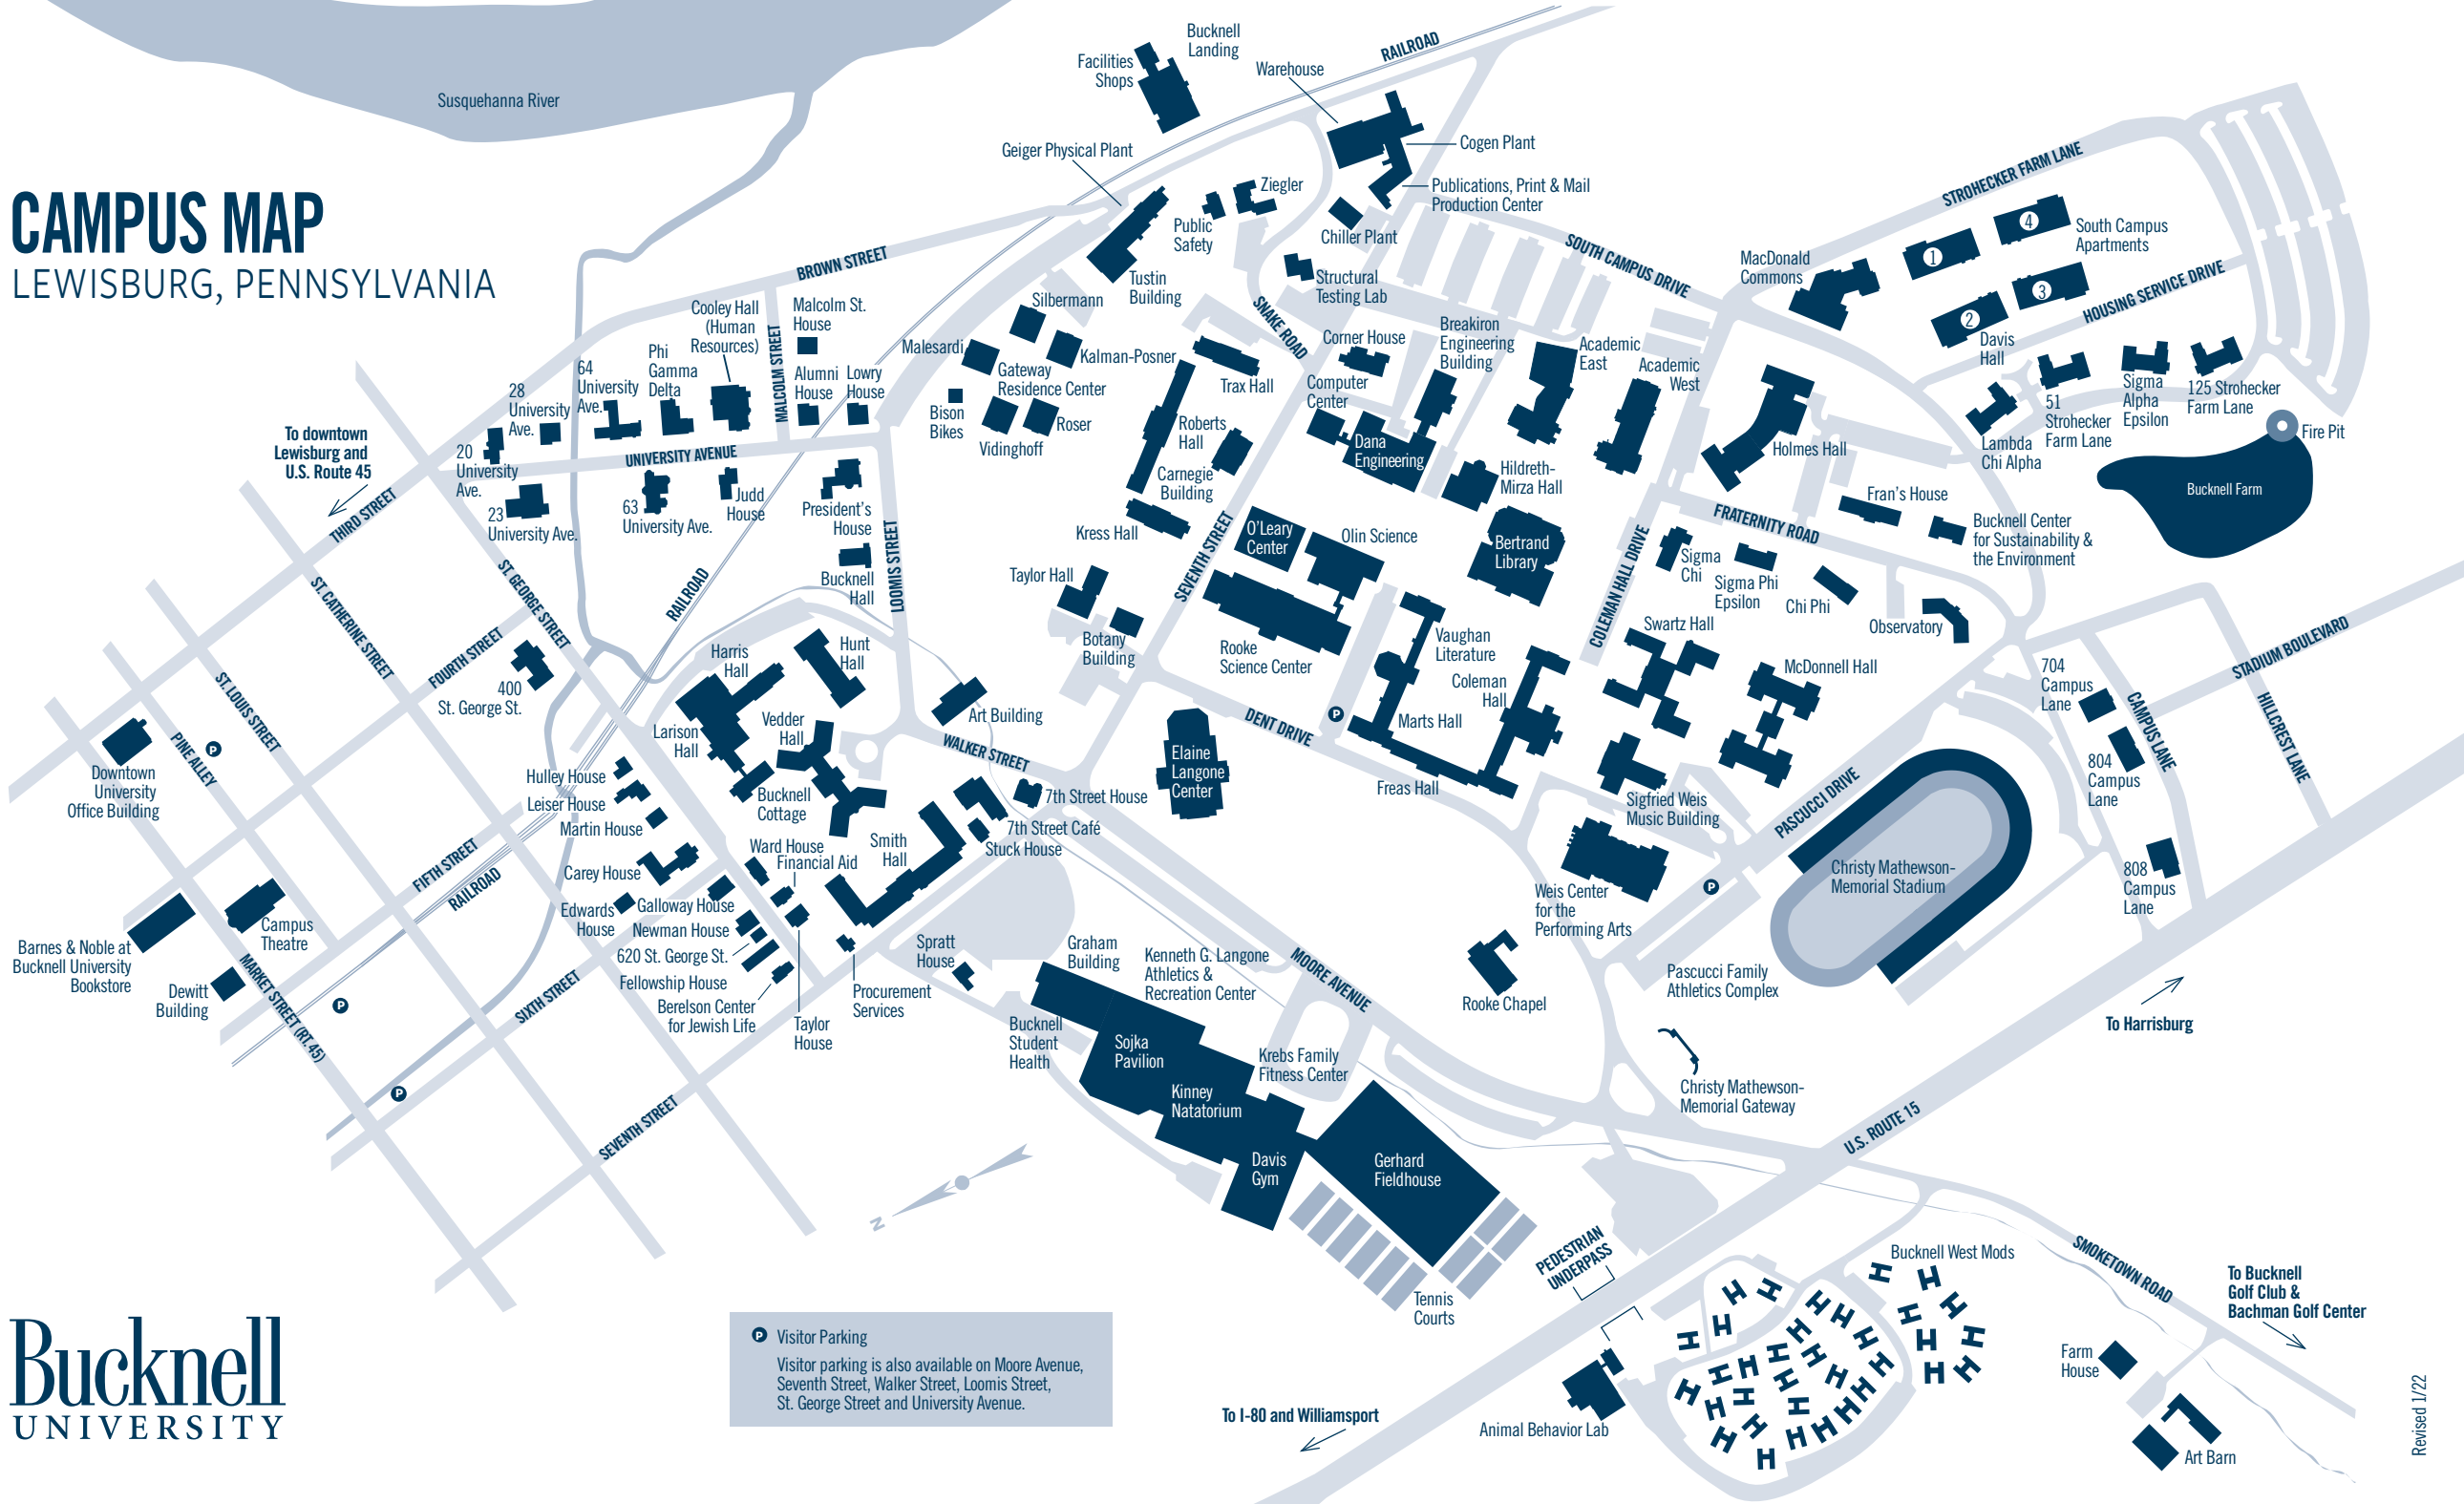 CAMPUS MAP
LEWISBURG, PENNSYLVANIA
Susquehanna River
Facilities
Shops
Bucknell
Landing
Warehouse
RAILROAD
Cogen Plant
Publications, Print & Mail
Production Center
Geiger Physical Plant
Ziegler
Public
Safety
Chiller Plant
Tustin
Building
Structural
Testing Lab
SOUTH CAMPUS DRIVE
SNAKE ROAD
BROWN STREET
STROHECKER FARM LANE
MacDonald
Commons
1
4
2
3
South Campus
Apartments
HOUSING SERVICE DRIVE
Davis
Hall
51
Strohecker
Farm Lane
Sigma
Alpha
Epsilon
125 Strohecker
Farm Lane
Lambda
Chi Alpha
Fire Pit
Bucknell Farm
Silbermann
Malesardi
Kalman-Posner
Gateway
Residence Center
Bison
Bikes
Vidinghoff
Roser
Cooley Hall
(Human
Resources)
Malcolm St.
House
MALCOLM STREET
Alumni
House
Lowry
House
Phi
Gamma
Delta
64
University
Ave.
28
University
Ave.
20
University
Ave.
23
University Ave.
UNIVERSITY AVENUE
63
University Ave.
Judd
House
President's
House
Bucknell
Hall
LOOMIS STREET
To downtown
Lewisburg and
U.S. Route 45
THIRD STREET
ST. GEORGE STREET
ST. CATHERINE STREET
FOURTH STREET
ST. LOUIS STREET
PINE ALLEY
P
400
St. George St.
RAILROAD
Trax Hall
Roberts
Hall
Carnegie
Building
Kress Hall
Corner House
Computer
Center
Breakiron
Engineering
Building
Dana
Engineering
Academic
East
Academic
West
Hildreth-
Mirza Hall
Holmes Hall
Fran's House
Bucknell Center
for Sustainability &
the Environment
FRATERNITY ROAD
Sigma
Chi
Sigma Phi
Epsilon
Chi Phi
Observatory
O'Leary
Center
Olin Science
Bertrand
Library
SEVENTH STREET
COLEMAN HALL DRIVE
Taylor Hall
Botany
Building
Rooke
Science Center
Vaughan
Literature
Coleman
Hall
Marts Hall
Freas Hall
P
DENT DRIVE
Swartz Hall
McDonnell Hall
Sigfried Weis
Music Building
Weis Center
for the
Performing Arts
P
PASCUCCI DRIVE
Christy Mathewson-
Memorial Stadium
Pascucci Family
Athletics Complex
704
Campus
Lane
804
Campus
Lane
808
Campus
Lane
CAMPUS LANE
STADIUM BOULEVARD
HILLCREST LANE
To Harrisburg
Harris
Hall
Hunt
Hall
Larison
Hall
Vedder
Hall
Bucknell
Cottage
Art Building
WALKER STREET
Elaine
Langone
Center
7th Street House
7th Street Café
Stuck House
Smith
Hall
Hulley House
Leiser House
Martin House
Carey House
Edwards
House
Ward House
Financial Aid
Galloway House
Newman House
620 St. George St.
Fellowship House
Berelson Center
for Jewish Life
Taylor
House
Procurement
Services
Spratt
House
Downtown
University
Office Building
FIFTH STREET
RAILROAD
Barnes & Noble at
Bucknell University
Bookstore
Campus
Theatre
Dewitt
Building
MARKET STREET (RT. 45)
P
P
SIXTH STREET
SEVENTH STREET
N
Graham
Building
Kenneth G. Langone
Athletics &
Recreation Center
Bucknell
Student
Health
Sojka
Pavilion
Kinney
Natatorium
Krebs Family
Fitness Center
Davis
Gym
Gerhard
Fieldhouse
Tennis
Courts
MOORE AVENUE
Rooke Chapel
Christy Mathewson-
Memorial Gateway
U.S. ROUTE 15
PEDESTRIAN
UNDERPASS
Animal Behavior Lab
Bucknell West Mods
SMOKETOWN ROAD
To Bucknell
Golf Club &
Bachman Golf Center
Farm
House
Art Barn
To I-80 and Williamsport
P Visitor Parking
Visitor parking is also available on Moore Avenue,
Seventh Street, Walker Street, Loomis Street,
St. George Street and University Avenue.
Bucknell
UNIVERSITY
Revised 1/22